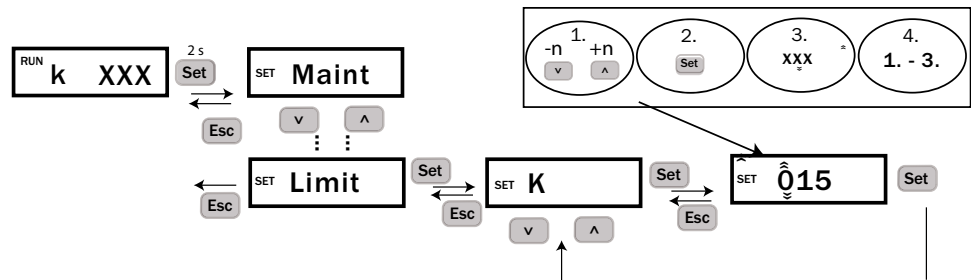 1.
-n +n
v ʌ
2.
Set
3.
xxx
4.
1. - 3.
RUN k XXX
2 s
Set
Esc
SET Maint
v ʌ
Esc
SET Limit
Set
Esc
SET K
v ʌ
Set
Esc
SET 015
Set